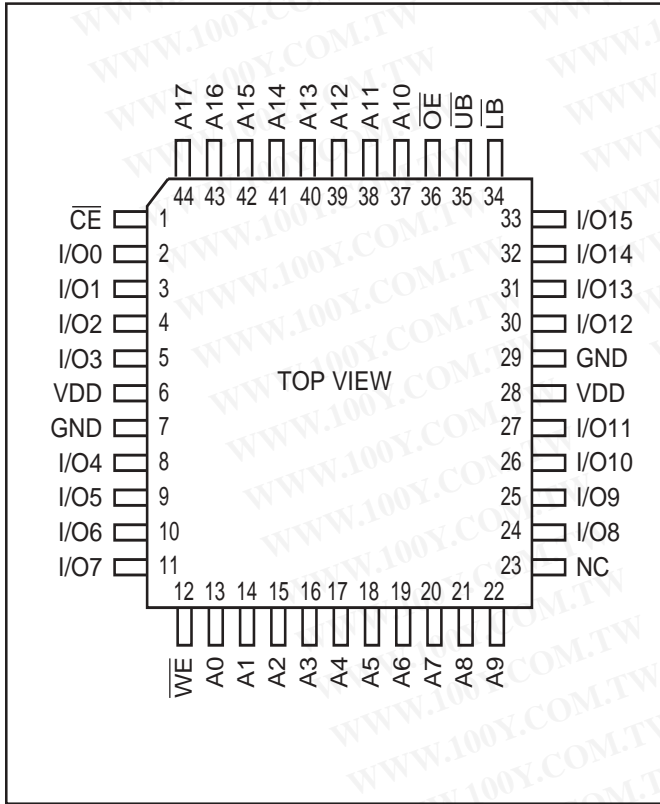 A17 A16 A15 A14 A13 A12 A11 A10 OE UB LB
44 43 42 41 40 39 38 37 36 35 34
CE 1 33 I/O15
I/O0 2 32 I/O14
I/O1 3 31 I/O13
I/O2 4 30 I/O12
I/O3 5 29 GND
VDD 6 TOP VIEW 28 VDD
GND 7 27 I/O11
I/O4 8 26 I/O10
I/O5 9 25 I/O9
I/O6 10 24 I/O8
I/O7 11 23 NC
12 13 14 15 16 17 18 19 20 21 22
WE A0 A1 A2 A3 A4 A5 A6 A7 A8 A9
WWW.100Y.COM.TW